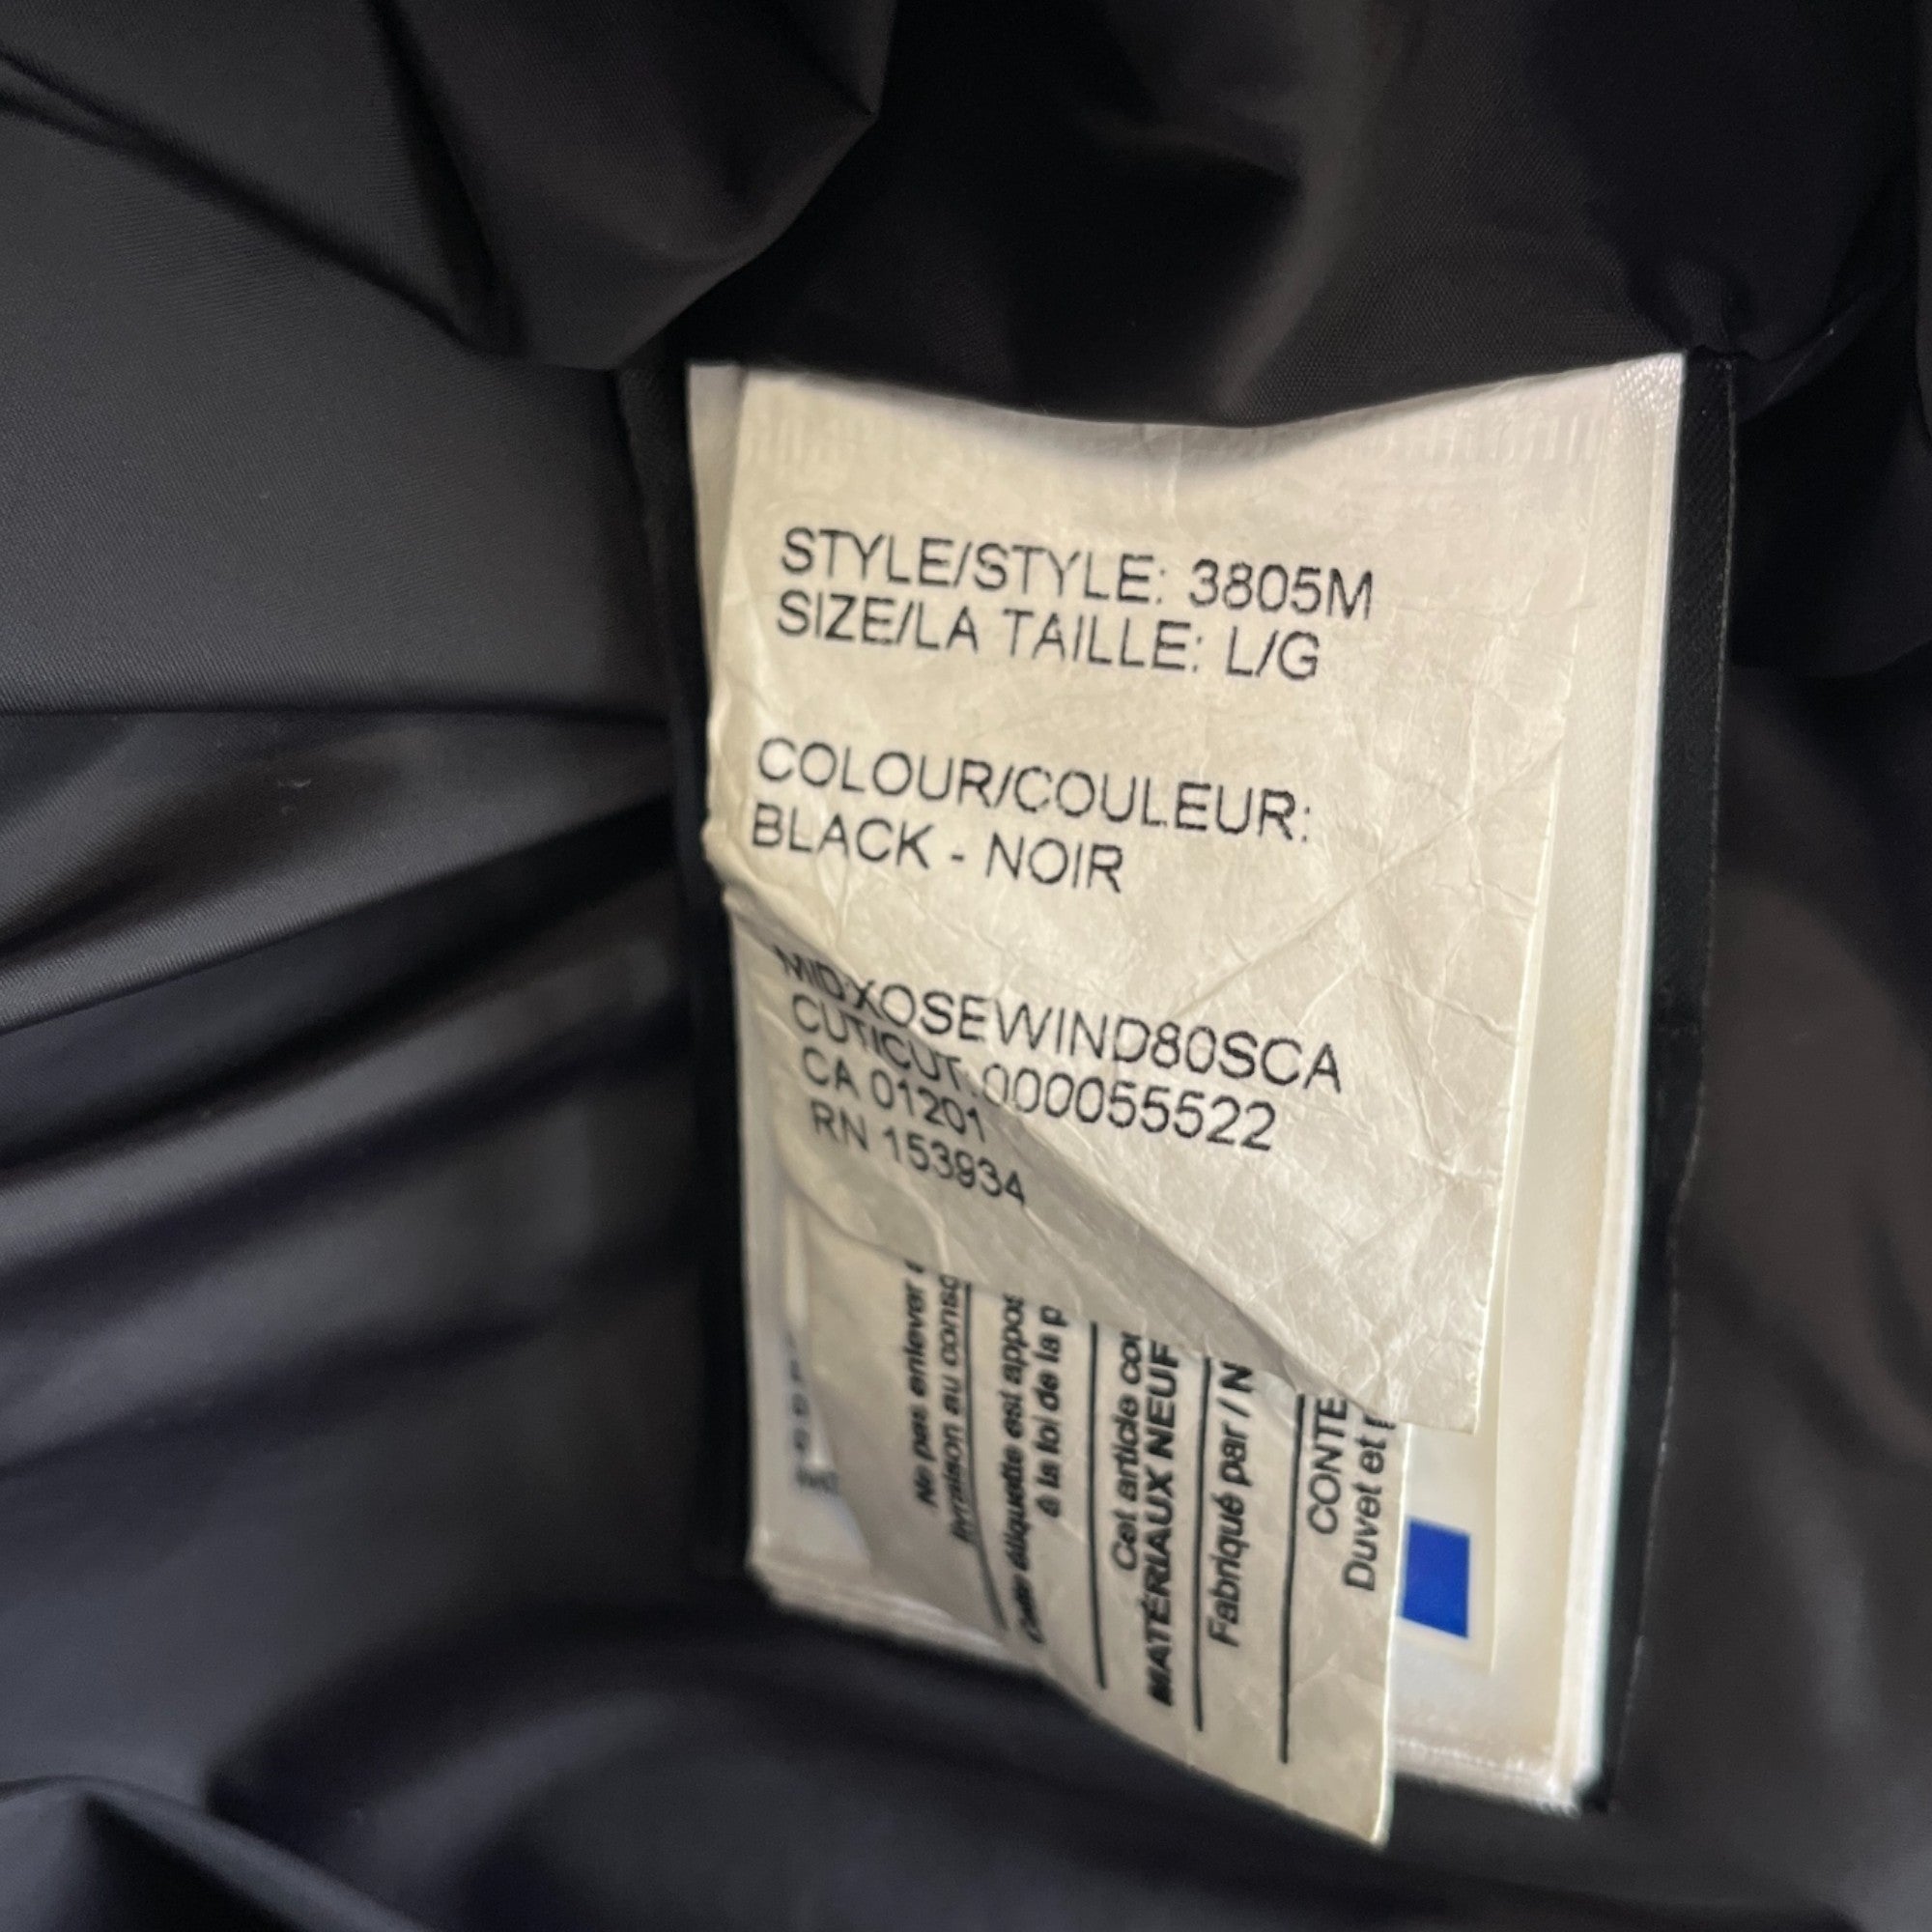 STYLE/STYLE: 3805M
SIZE/LA TAILLE: L/G
COLOUR/COULEUR:
BLACK - NOIR
MIDXOSEWIND80SCA
CUTICUT: 000055522
CA 01201
RN 153934
Ne pas enlever
livraison au conso
Cette étiquette est appos
à la loi de la p
Cet article co
MATÉRIAUX NEUF
Fabriqué par / N
CONTE
Duvet et